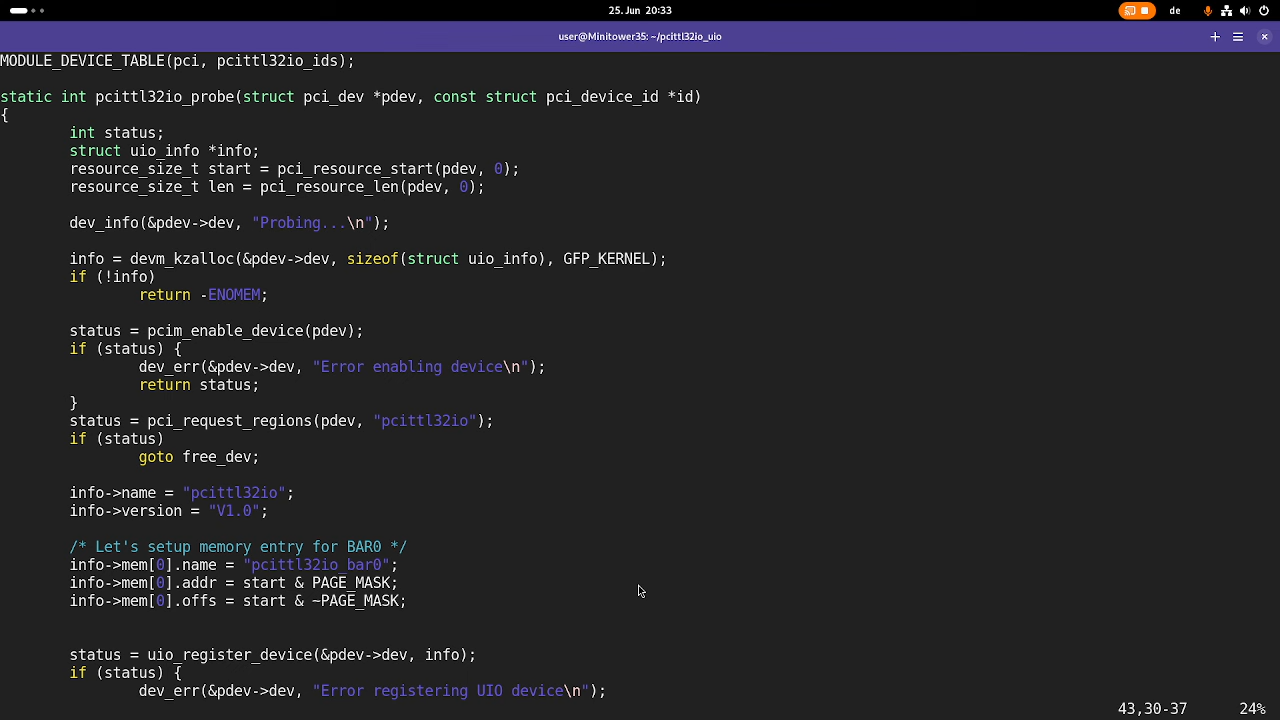 25. Jun 20:33
de
user@Minitower35: ~/pcittl32io_uio
MODULE_DEVICE_TABLE(pci, pcittl32io_ids);
static int pcittl32io_probe(struct pci_dev *pdev, const struct pci_device_id *id)
{
int status;
struct uio_info *info;
resource_size_t start = pci_resource_start(pdev, 0);
resource_size_t len = pci_resource_len(pdev, 0);
dev_info(&pdev->dev, "Probing...\n");
info = devm_kzalloc(&pdev->dev, sizeof(struct uio_info), GFP_KERNEL);
if (!info)
return -ENOMEM;
status = pcim_enable_device(pdev);
if (status) {
dev_err(&pdev->dev, "Error enabling device\n");
return status;
}
status = pci_request_regions(pdev, "pcittl32io");
if (status)
goto free_dev;
info->name = "pcittl32io";
info->version = "V1.0";
/* Let's setup memory entry for BAR0 */
info->mem[0].name = "pcittl32io_bar0";
info->mem[0].addr = start & PAGE_MASK;
info->mem[0].offs = start & ~PAGE_MASK;
status = uio_register_device(&pdev->dev, info);
if (status) {
dev_err(&pdev->dev, "Error registering UIO device\n");
43,30-37 24%